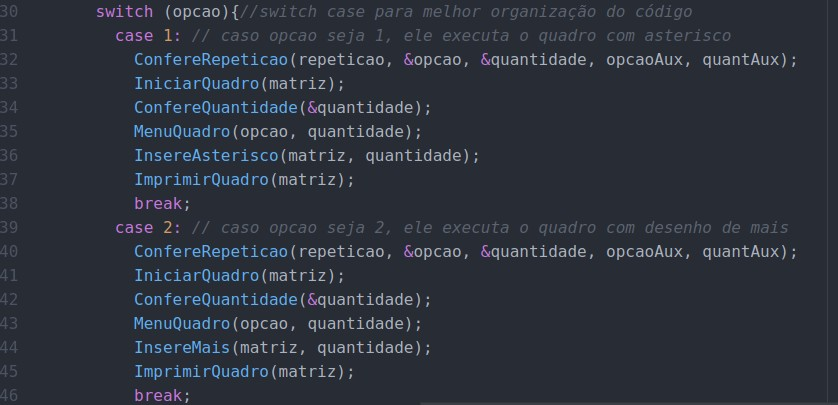 30 switch (opcao){//switch case para melhor organização do código
31 case 1: // caso opcao seja 1, ele executa o quadro com asterisco
32 ConfereRepeticao(repeticao, &opcao, &quantidade, opcaoAux, quantAux);
33 IniciarQuadro(matriz);
34 ConfereQuantidade(&quantidade);
35 MenuQuadro(opcao, quantidade);
36 InsereAsterisco(matriz, quantidade);
37 ImprimirQuadro(matriz);
38 break;
39 case 2: // caso opcao seja 2, ele executa o quadro com desenho de mais
40 ConfereRepeticao(repeticao, &opcao, &quantidade, opcaoAux, quantAux);
41 IniciarQuadro(matriz);
42 ConfereQuantidade(&quantidade);
43 MenuQuadro(opcao, quantidade);
44 InsereMais(matriz, quantidade);
45 ImprimirQuadro(matriz);
46 break;